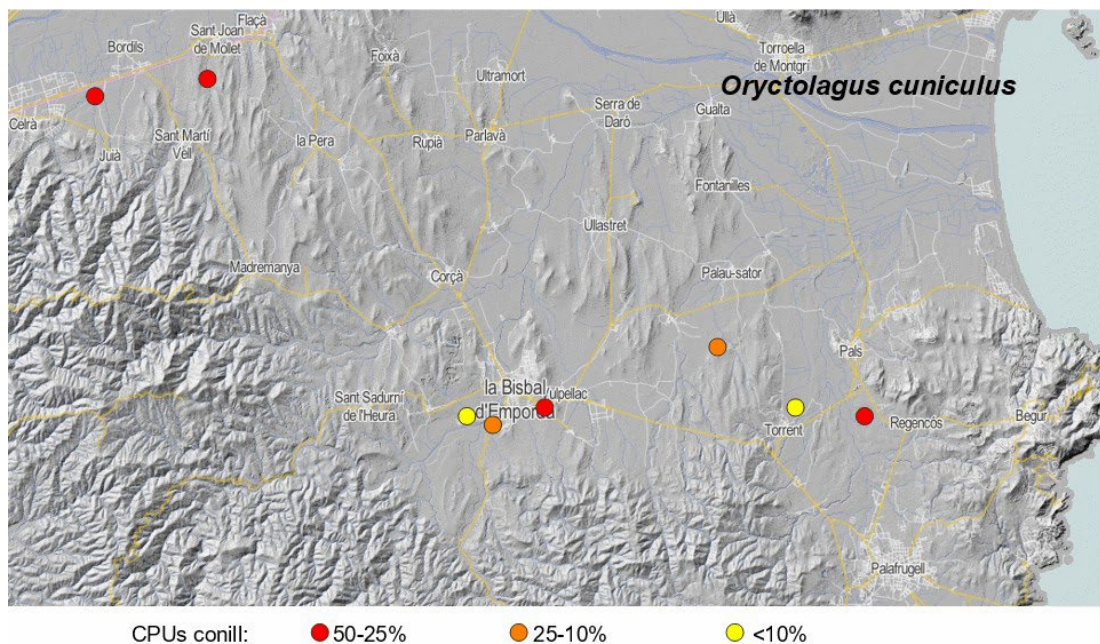 Flaçà
Sant Joan
de Mollet
Bordils
Ullà
Foixà
Torroella
de Montgrí
Ultramort
Oryctolagus cuniculus
Celrà
Serra de
Daró
Gualta
Sant Martí
Vell
la Pera
Rupià
Parlavà
Juià
Fontanilles
Ullastret
Madremanya
Corçà
Palau-sator
Pals
la Bisbal
d'Empordà
Vulpellac
Sant Sadurní
de l'Heura
Torrent
Regencós
Begur
Palafrugell
CPUs conill: 50-25% 25-10% <10%